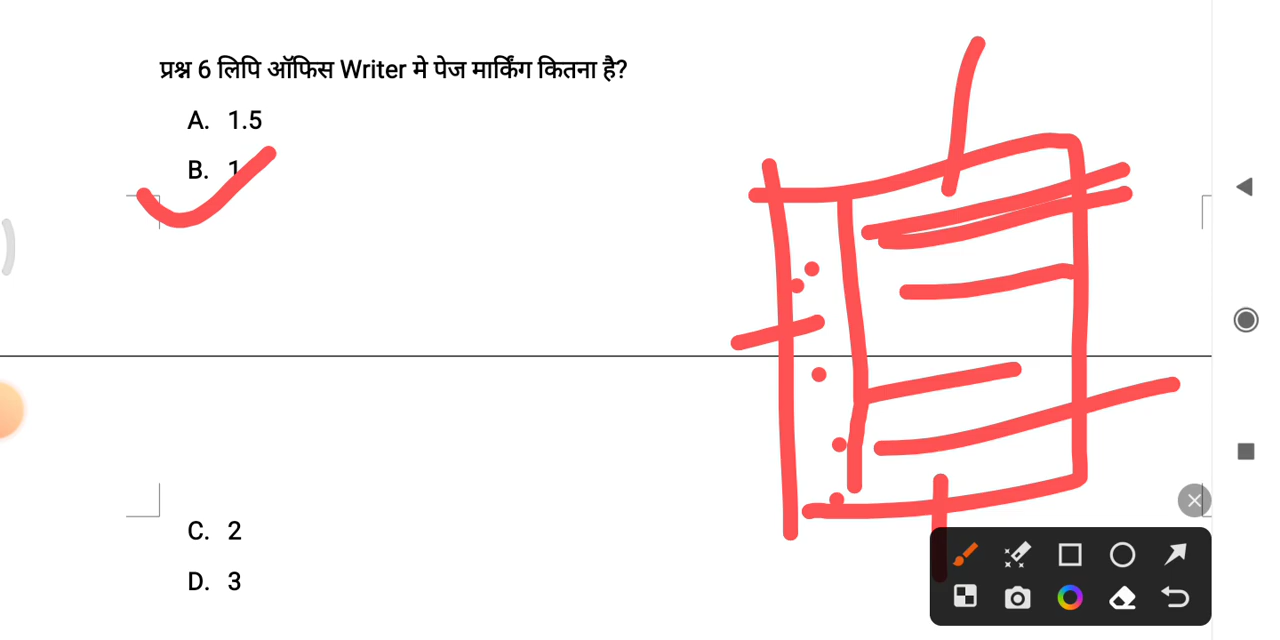 प्रश्न 6 लिपि ऑफिस Writer मे पेज मार्किंग कितना है?
A. 1.5
B. 1
C. 2
D. 3